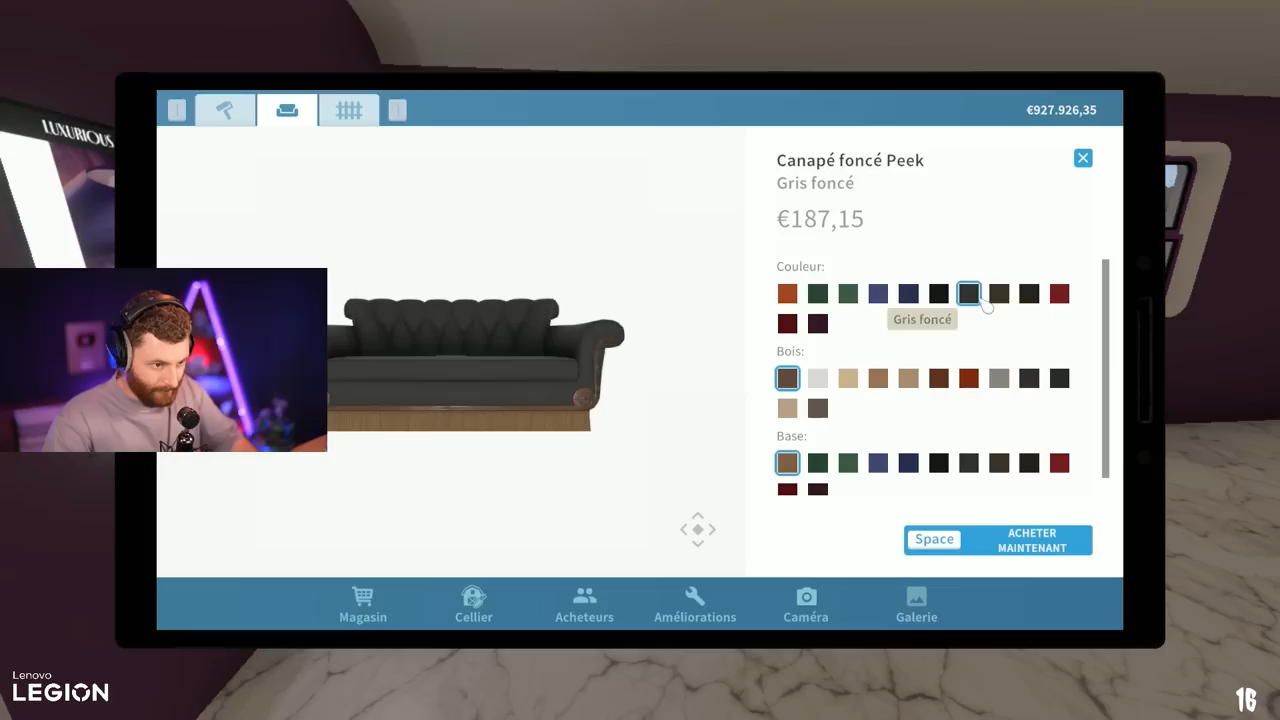 LUXURIOUS
€927.926,35
Canapé foncé Peek
Gris foncé
€187,15
Couleur:
Gris foncé
Bois:
Base:
Space
ACHETER
MAINTENANT
Magasin
Cellier
Acheteurs
Améliorations
Caméra
Galerie
Lenovo
LEGION
16